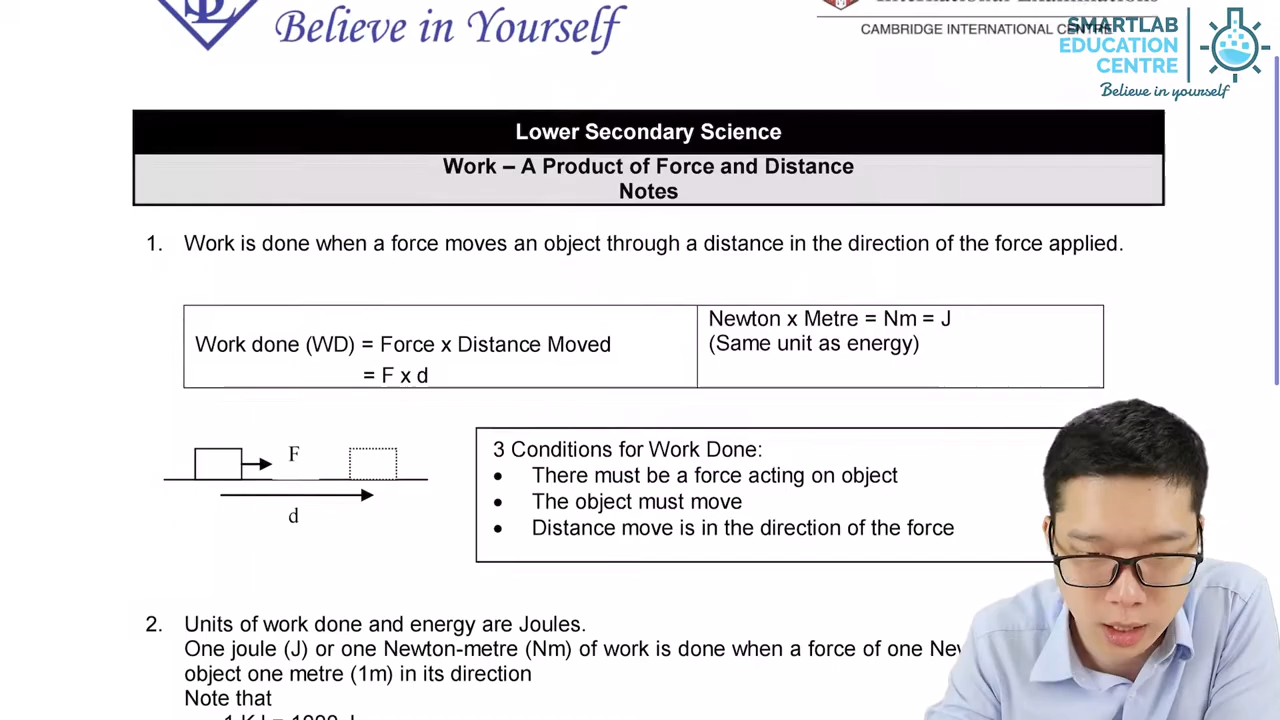 Believe in Yourself
CAMBRIDGE INTERNATIONAL
SMARTLAB
EDUCATION
CENTRE
Believe in yourself
Lower Secondary Science
Work – A Product of Force and Distance
Notes
1. Work is done when a force moves an object through a distance in the direction of the force applied.
Work done (WD) = Force x Distance Moved
= F x d
Newton x Metre = Nm = J
(Same unit as energy)
F
d
3 Conditions for Work Done:
• There must be a force acting on object
• The object must move
• Distance move is in the direction of the force
2. Units of work done and energy are Joules.
One joule (J) or one Newton-metre (Nm) of work is done when a force of one
object one metre (1m) in its direction
Note that